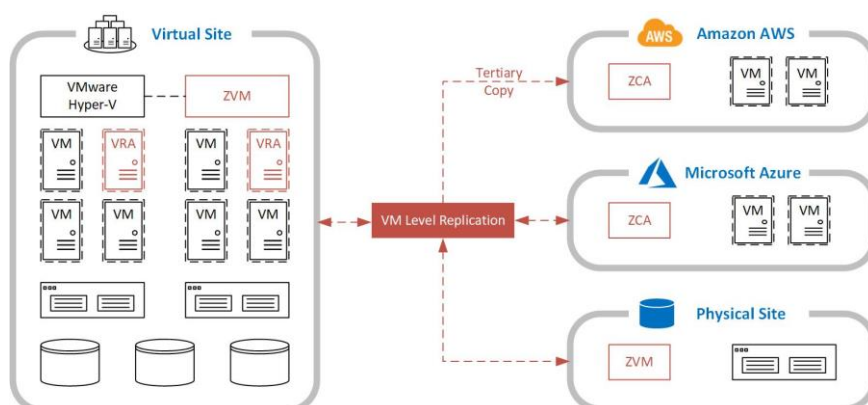 Virtual Site
VMware
Hyper-V
ZVM
VM
VRA
VM
VRA
VM
VM
VM
VM
Tertiary
Copy
VM Level Replication
AWS
Amazon AWS
ZCA
VM
VM
Microsoft Azure
ZCA
VM
VM
Physical Site
ZVM